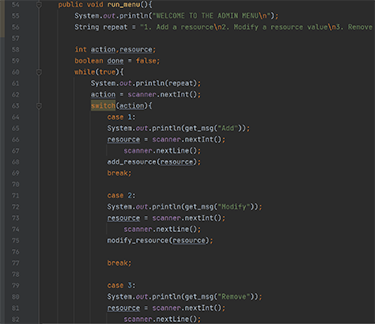 54 public void run_menu(){
55 System.out.println("WELCOME TO THE ADMIN MENU\n");
56 String repeat = "1. Add a resource\n2. Modify a resource value\n3. Remove
57
58 int action,resource;
59 boolean done = false;
60 while(true){
61 System.out.println(repeat);
62 action = scanner.nextInt();
63 switch(action){
64 case 1:
65 System.out.println(get_msg("Add"));
66 resource = scanner.nextInt();
67 scanner.nextLine();
68 add_resource(resource);
69 break;
70
71 case 2:
72 System.out.println(get_msg("Modify"));
73 resource = scanner.nextInt();
74 scanner.nextLine();
75 modify_resource(resource);
76
77 break;
78
79 case 3:
80 System.out.println(get_msg("Remove"));
81 resource = scanner.nextInt();
82 scanner.nextLine();